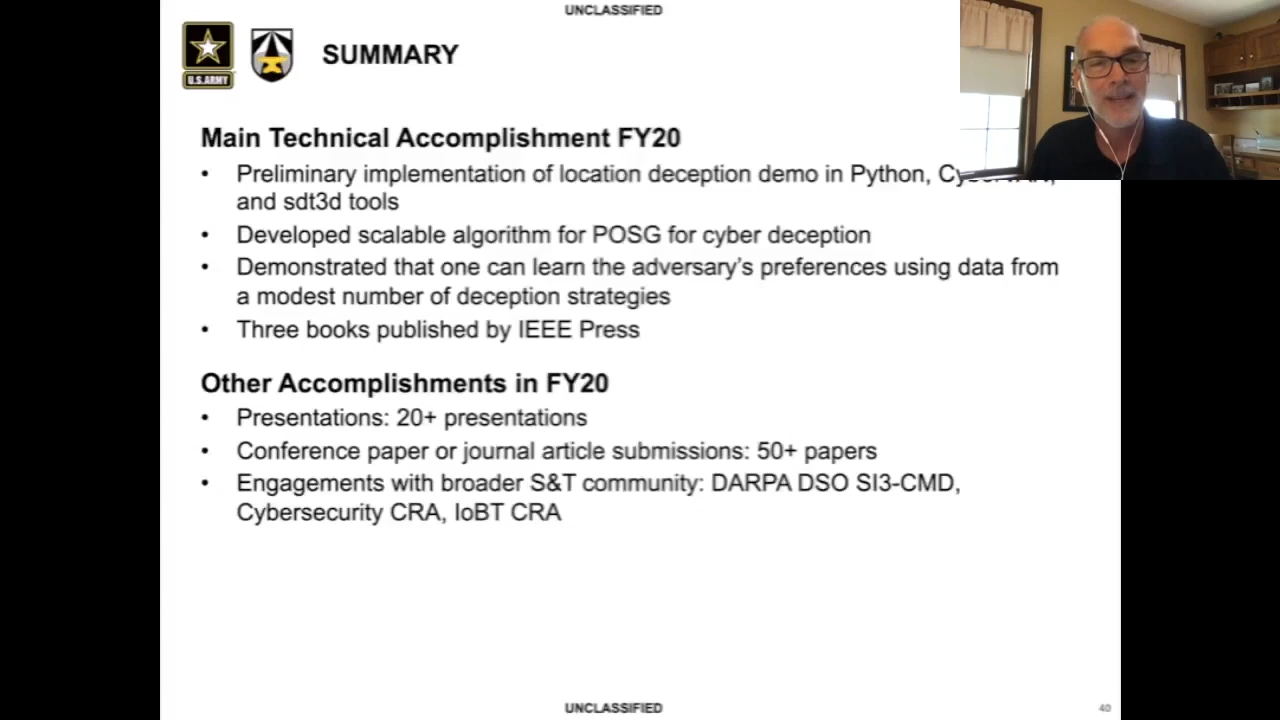 UNCLASSIFIED
U.S.ARMY
SUMMARY
Main Technical Accomplishment FY20
• Preliminary implementation of location deception demo in Python,
and sdt3d tools
• Developed scalable algorithm for POSG for cyber deception
• Demonstrated that one can learn the adversary's preferences using data from
a modest number of deception strategies
• Three books published by IEEE Press
Other Accomplishments in FY20
• Presentations: 20+ presentations
• Conference paper or journal article submissions: 50+ papers
• Engagements with broader S&T community: DARPA DSO SI3-CMD,
Cybersecurity CRA, IoBT CRA
UNCLASSIFIED
40